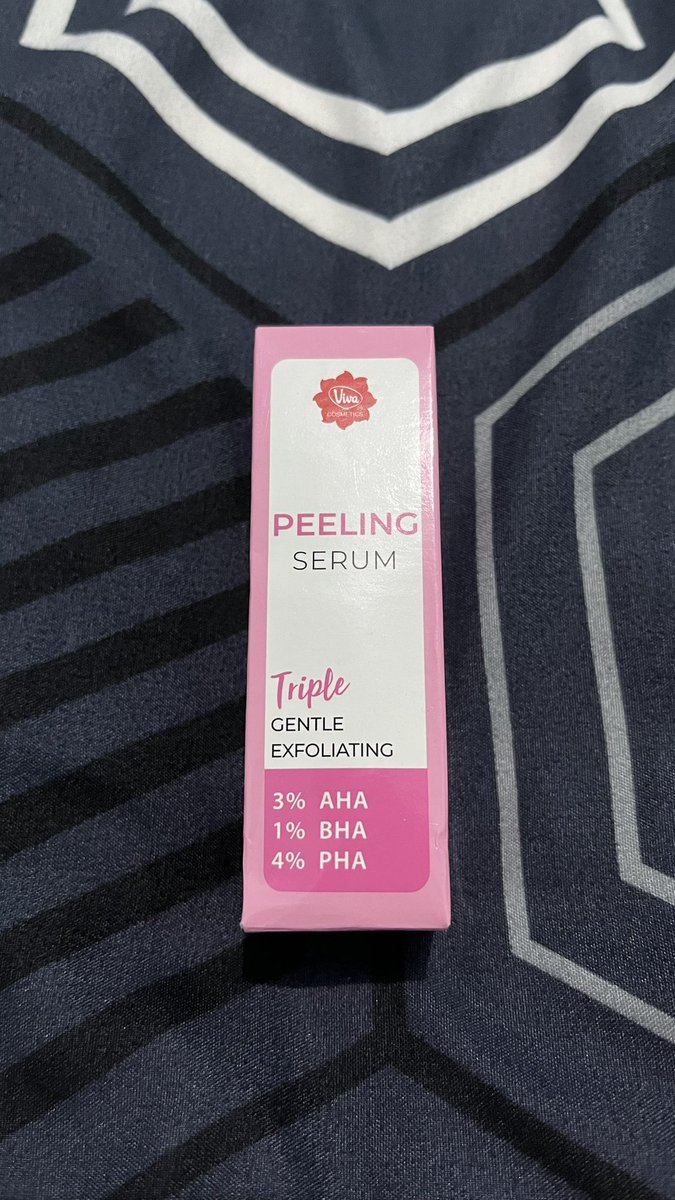 Viva
COSMETICS
PEELING
SERUM
Triple
GENTLE
EXFOLIATING
3% AHA
1% BHA
4% PHA